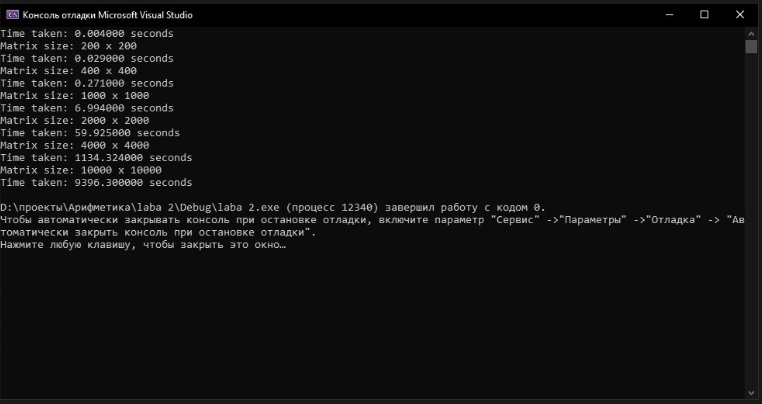 Консоль отладки Microsoft Visual Studio
Time taken: 0.004000 seconds
Matrix size: 200 x 200
Time taken: 0.029000 seconds
Matrix size: 400 x 400
Time taken: 0.271000 seconds
Matrix size: 1000 x 1000
Time taken: 6.994000 seconds
Matrix size: 2000 x 2000
Time taken: 59.925000 seconds
Matrix size: 4000 x 4000
Time taken: 1134.324000 seconds
Matrix size: 10000 x 10000
Time taken: 9396.300000 seconds
D:\проекты\Арифметика\laba 2\Debug\laba 2.exe (процесс 12340) завершил работу с кодом 0.
Чтобы автоматически закрывать консоль при остановке отладки, включите параметр "Сервис" ->"Параметры" ->"Отладка" -> "Ав
томатически закрыть консоль при остановке отладки".
Нажмите любую клавишу, чтобы закрыть это окно…